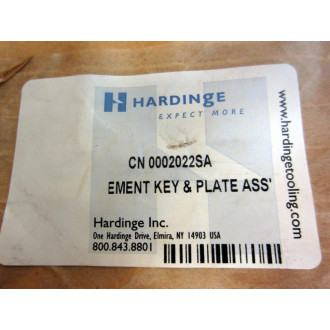 HARDINGE
EXPECT MORE
CN 0002022SA
EMENT KEY & PLATE ASS'
Hardinge Inc.
One Hardinge Drive, Elmira, NY 14903 USA
800.843.8801
www.hardingetooling.com